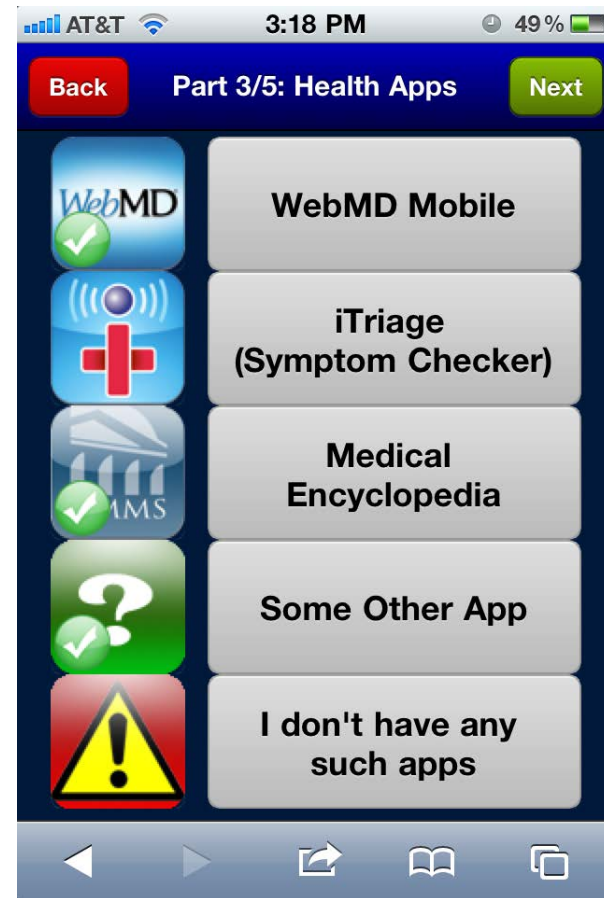 AT&T 3:18 PM 49%
Back Part 3/5: Health Apps Next
WebMD
WebMD Mobile
iTriage
(Symptom Checker)
MMS
Medical
Encyclopedia
?
Some Other App
!
I don't have any
such apps